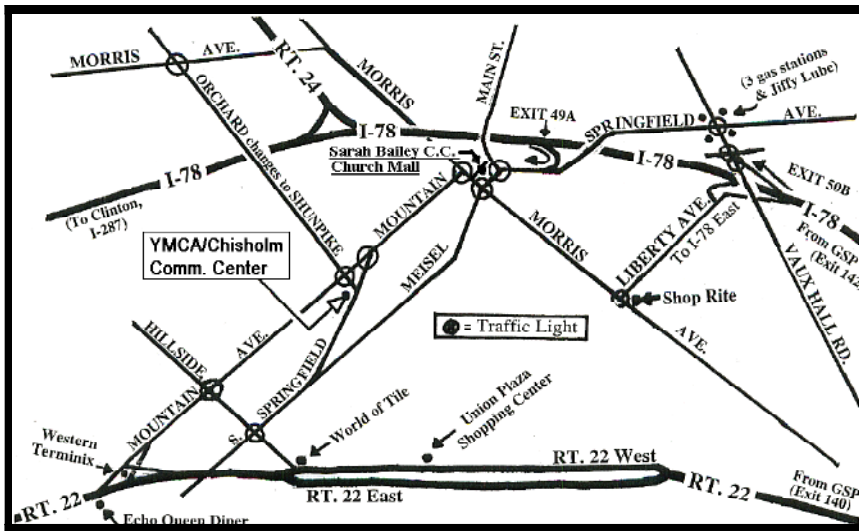 MORRIS AVE.
RT. 24
MORRIS
MAIN ST.
(3 gas stations
& Jiffy Lube)
EXIT 49A
SPRINGFIELD AVE.
I-78
I-78
I-78
I-78
(To Clinton,
I-287)
ORCHARD changes to SHUNPIKE
Sarah Bailey C.C.
Church Mall
MOUNTAIN
EXIT 50B
From GSP
(Exit 142)
YMCA/Chisholm
Comm. Center
MEISEL
MORRIS
AVE.
LIBERTY AVE.
To I-78 East
VAUX HALL RD.
Shop Rite
= Traffic Light
HILLSIDE
AVE.
MOUNTAIN
S. SPRINGFIELD
World of Tile
Union Plaza
Shopping Center
Western
Terminix
RT. 22 West
RT. 22 East
RT. 22
RT. 22
From GSP
(Exit 140)
Echo Queen Diner